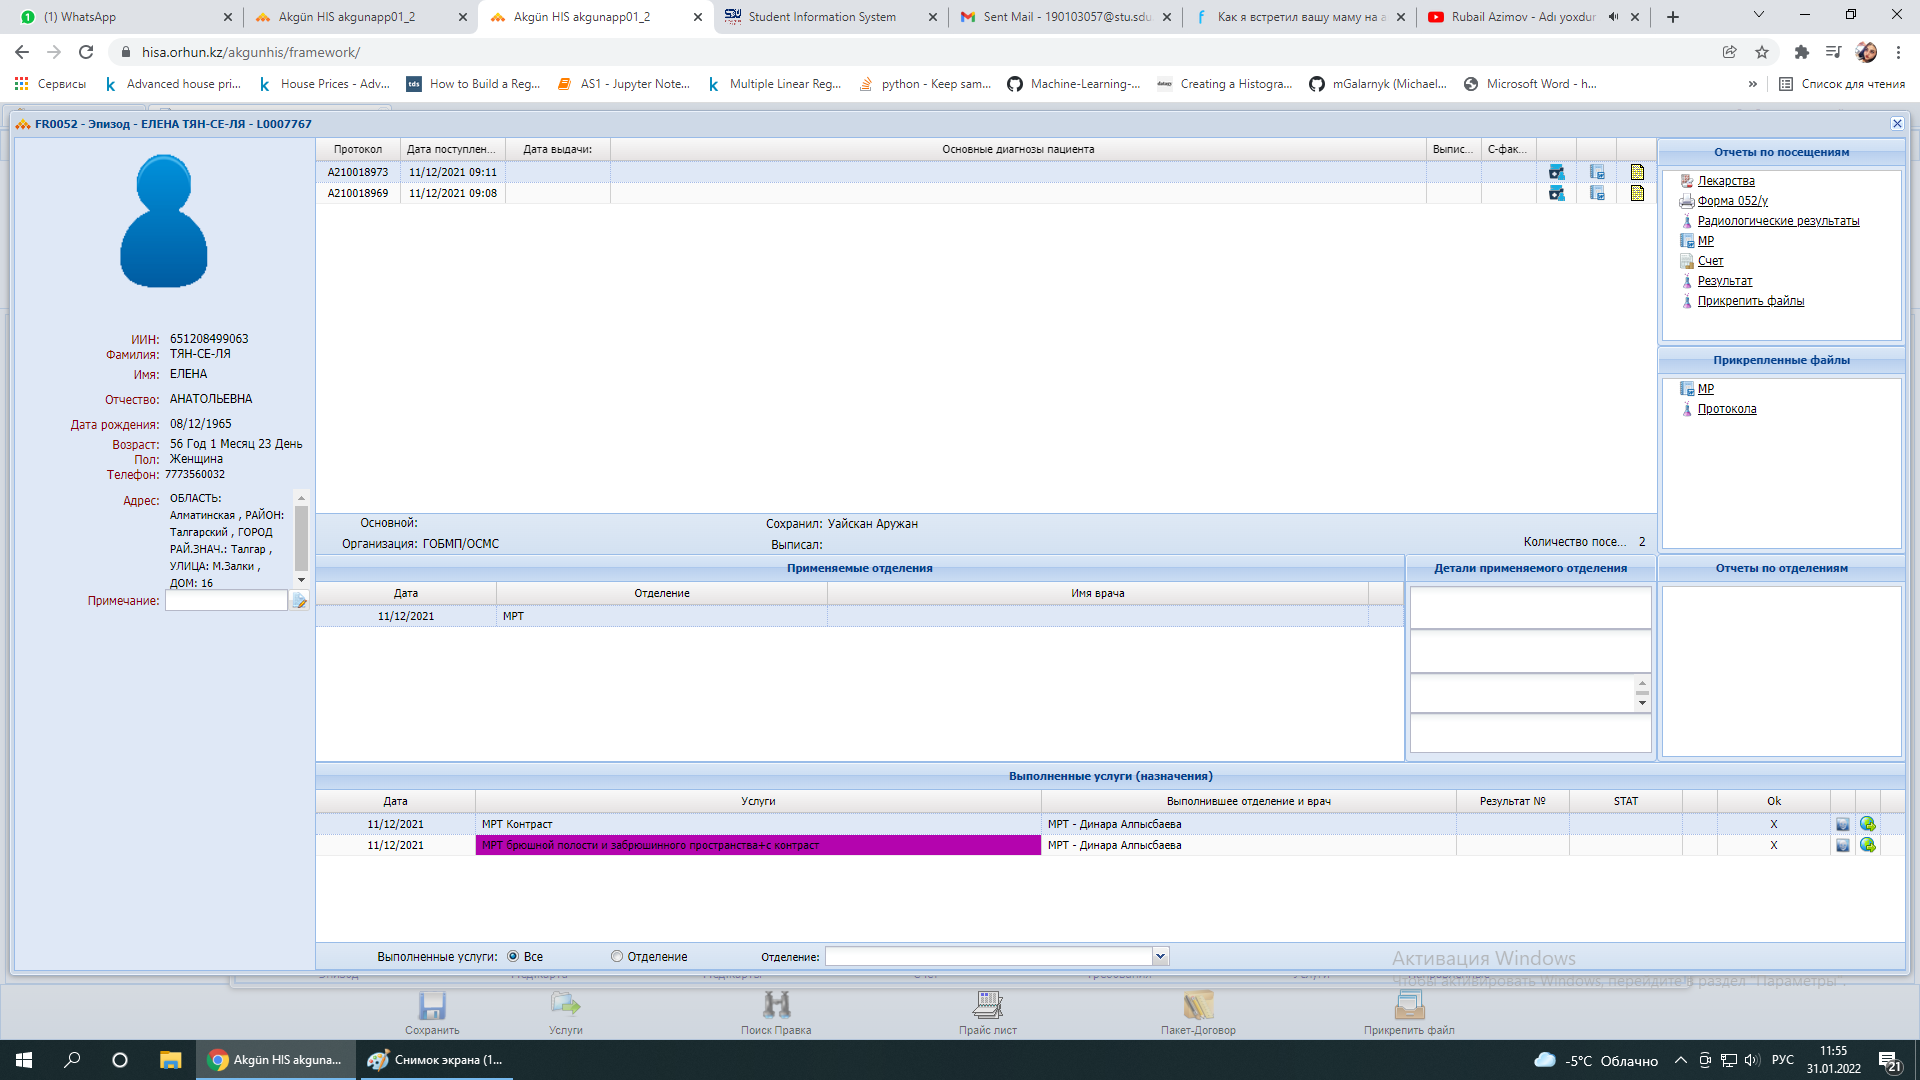 (1) WhatsApp
Akgün HIS akgunapp01_2
Akgün HIS akgunapp01_2
Student Information System
Sent Mail - 190103057@stu.sdu
Как я встретил вашу маму на а
Rubail Azimov - Adı yoxdur
hisa.orhun.kz/akgunhis/framework/
Сервисы
Advanced house pri...
House Prices - Adv...
How to Build a Reg...
AS1 - Jupyter Note...
Multiple Linear Reg...
python - Keep sam...
Machine-Learning-...
Creating a Histogra...
mGalarnyk (Michael...
Microsoft Word - h...
»
Список для чтения
FR0052 - Эпизод - ЕЛЕНА ТЯН-СЕ-ЛЯ - L0007767
ИИН: 651208499063
Фамилия: ТЯН-СЕ-ЛЯ
Имя: ЕЛЕНА
Отчество: АНАТОЛЬЕВНА
Дата рождения: 08/12/1965
Возраст: 56 Год 1 Месяц 23 День
Пол: Женщина
Телефон: 7773560032
Адрес: ОБЛАСТЬ:
Алматинская , РАЙОН:
Талгарский , ГОРОД
РАЙ.ЗНАЧ.: Талгар ,
УЛИЦА: М.Залки ,
ДОМ: 16
Примечание:
Протокол Дата поступлен... Дата выдачи: Основные диагнозы пациента Выпис... С-фак...
A210018973 11/12/2021 09:11
A210018969 11/12/2021 09:08
Основной: Сохранил: Уайскан Аружан
Организация: ГОБМП/ОСМС Выписал: Количество посе... 2
Применяемые отделения
Дата Отделение Имя врача
11/12/2021 МРТ
Детали применяемого отделения
Отчеты по посещениям
Лекарства
Форма 052/у
Радиологические результаты
МР
Счет
Результат
Прикрепить файлы
Прикрепленные файлы
МР
Протокола
Отчеты по отделениям
Выполненные услуги (назначения)
Дата Услуги Выполнившее отделение и врач Результат № STAT Ok
11/12/2021 МРТ Контраст МРТ - Динара Алпысбаева X
11/12/2021 МРТ брюшной полости и забрюшинного пространства+с контраст МРТ - Динара Алпысбаева X
Выполненные услуги: Все Отделение Отделение:
Активация Windows
Чтобы активировать Windows, перейдите в раздел "Параметры".
Сохранить
Услуги
Поиск Правка
Прайс лист
Пакет-Договор
Прикрепить файл
Akgün HIS akguna...
Снимок экрана (1...
-5°C Облачно
РУС
11:55
31.01.2022
21